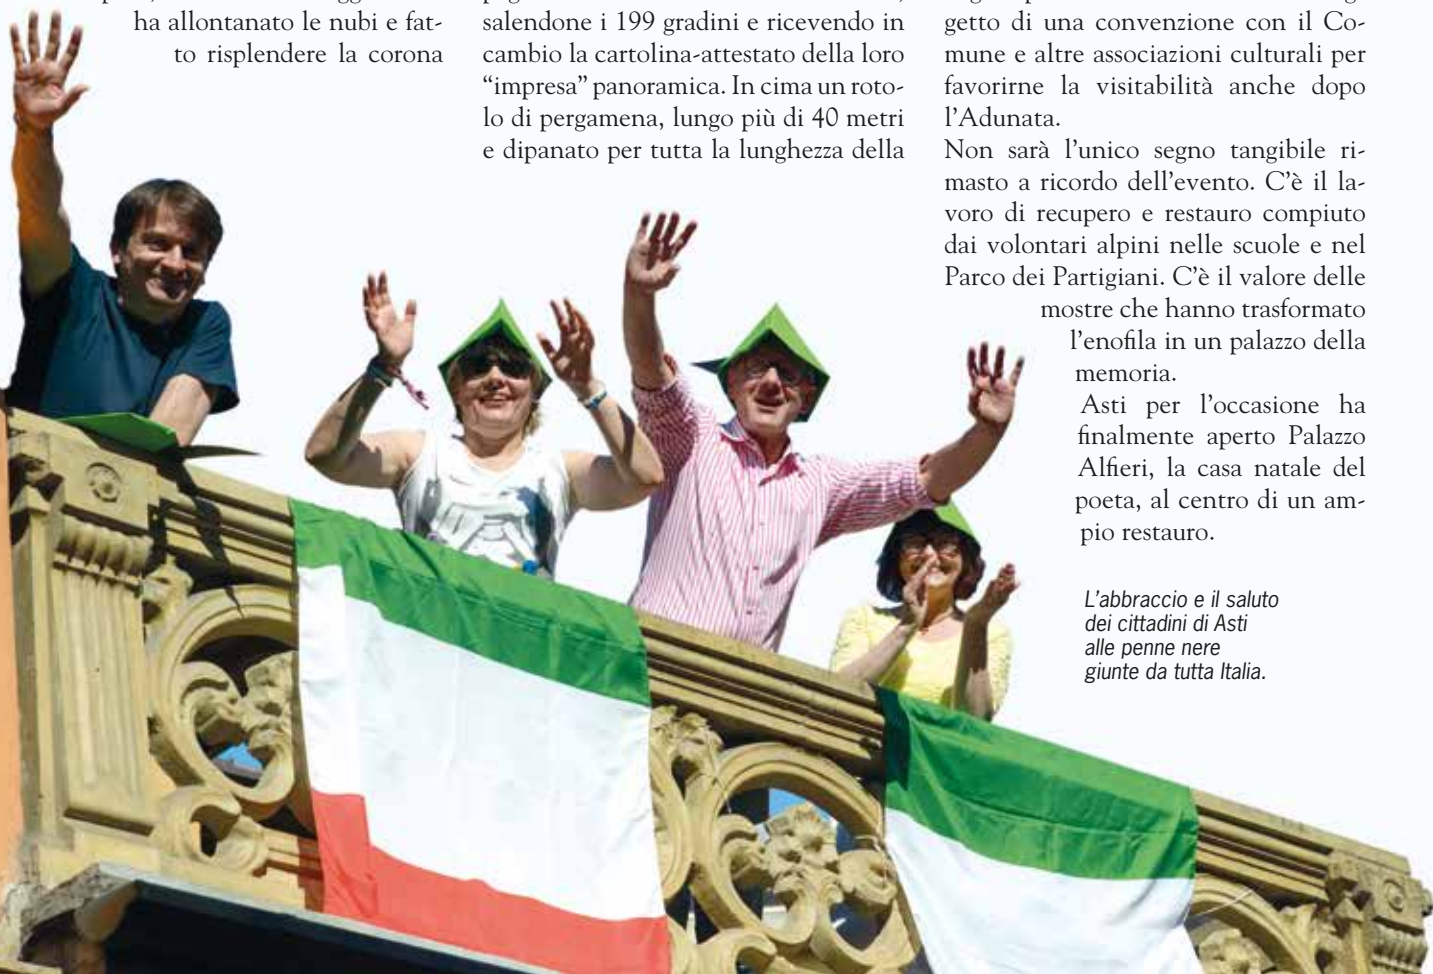 ha allontanato le nubi e fat-
to risplendere la corona
salendone i 199 gradini e ricevendo in
cambio la cartolina-attestato della loro
“impresa” panoramica. In cima un roto-
lo di pergamena, lungo più di 40 metri
e dipanato per tutta la lunghezza della
getto di una convenzione con il Co-
mune e altre associazioni culturali per
favorirne la visitabilità anche dopo
l’Adunata.
Non sarà l’unico segno tangibile ri-
masto a ricordo dell’evento. C’è il la-
voro di recupero e restauro compiuto
dai volontari alpini nelle scuole e nel
Parco dei Partigiani. C’è il valore delle
mostre che hanno trasformato
l’enofila in un palazzo della
memoria.
Asti per l’occasione ha
finalmente aperto Palazzo
Alfieri, la casa natale del
poeta, al centro di un am-
pio restauro.
L’abbraccio e il saluto
dei cittadini di Asti
alle penne nere
giunte da tutta Italia.